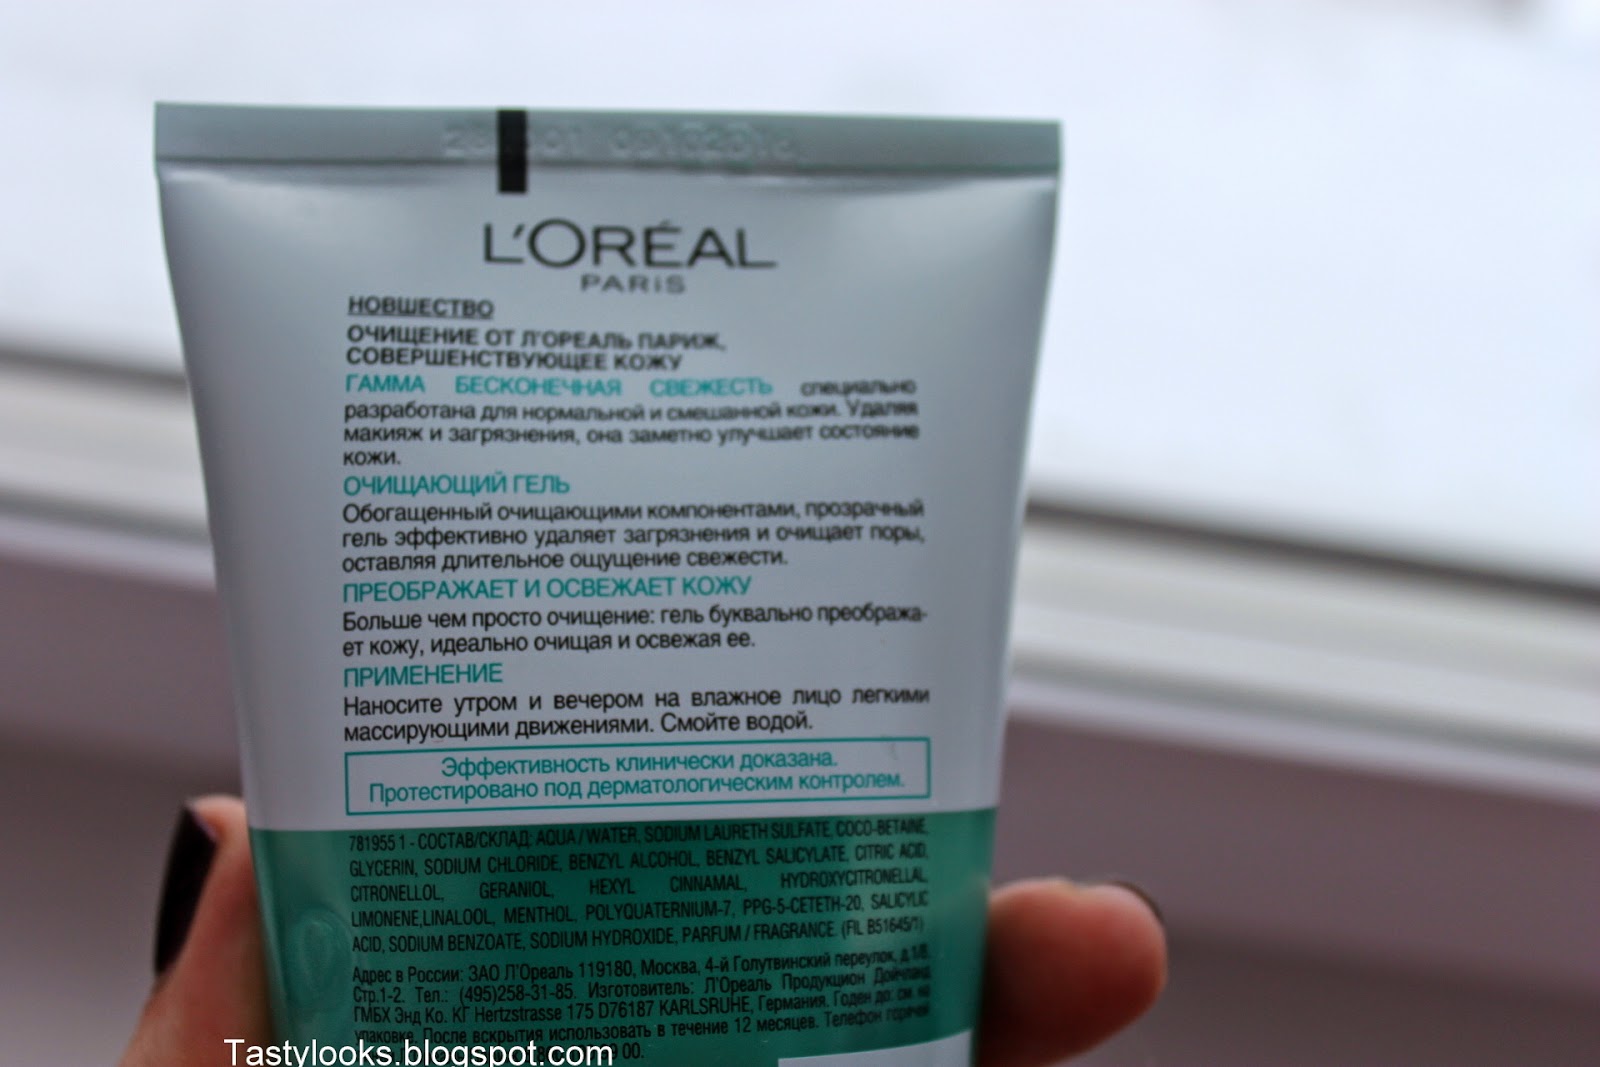 L'ORÉAL
PARIS
НОВШЕСТВО
ОЧИЩЕНИЕ ОТ Л'ОРЕАЛЬ ПАРИЖ,
СОВЕРШЕНСТВУЮЩЕЕ КОЖУ
ГАММА БЕСКОНЕЧНАЯ СВЕЖЕСТЬ специально
разработана для нормальной и смешанной кожи. Удаляя
макияж и загрязнения, она заметно улучшает состояние
кожи.
ОЧИЩАЮЩИЙ ГЕЛЬ
Обогащенный очищающими компонентами, прозрачный
гель эффективно удаляет загрязнения и очищает поры,
оставляя длительное ощущение свежести.
ПРЕОБРАЖАЕТ И ОСВЕЖАЕТ КОЖУ
Больше чем просто очищение: гель буквально преобража-
ет кожу, идеально очищая и освежая ее.
ПРИМЕНЕНИЕ
Наносите утром и вечером на влажное лицо легкими
массирующими движениями. Смойте водой.
Эффективность клинически доказана.
Протестировано под дерматологическим контролем.
781955 1 - СОСТАВ/СКЛАД: AQUA / WATER, SODIUM LAURETH SULFATE, COCO-BETAINE,
GLYCERIN, SODIUM CHLORIDE, BENZYL ALCOHOL, BENZYL SALICYLATE, CITRIC ACID,
CITRONELLOL, GERANIOL, HEXYL CINNAMAL, HYDROXYCITRONELLAL,
LIMONENE,LINALOOL, MENTHOL, POLYQUATERNIUM-7, PPG-5-CETETH-20, SALICYLIC
ACID, SODIUM BENZOATE, SODIUM HYDROXIDE, PARFUM / FRAGRANCE. (FIL B51645/1)
Адрес в России: ЗАО Л'Ореаль 119180, Москва, 4-й Голутвинский переулок, д.1/8,
Стр.1-2. Тел.: (495)258-31-85. Изготовитель: Л'Ореаль Продукцион Дойчланд
ГМБХ Энд Ко. КГ Hertzstrasse 175 D76187 KARLSRUHE, Германия. Годен до: см на
упаковке. После вскрытия использовать в течение 12 месяцев. Телефон горячей
00.
Tastylooks.blogspot.com